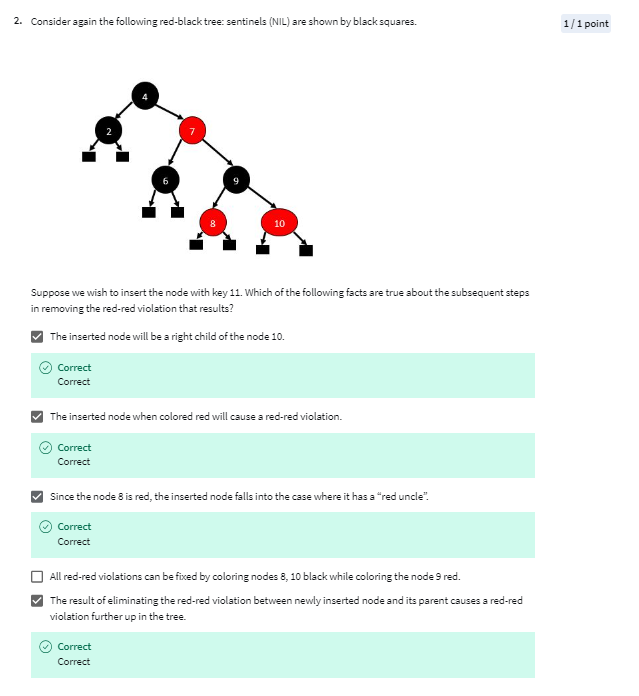 2. Consider again the following red-black tree: sentinels (NIL) are shown by black squares.
1 / 1 point
4
2
7
6
9
8
10
Suppose we wish to insert the node with key 11. Which of the following facts are true about the subsequent steps
in removing the red-red violation that results?
The inserted node will be a right child of the node 10.
Correct
Correct
The inserted node when colored red will cause a red-red violation.
Correct
Correct
Since the node 8 is red, the inserted node falls into the case where it has a “red uncle”.
Correct
Correct
All red-red violations can be fixed by coloring nodes 8, 10 black while coloring the node 9 red.
The result of eliminating the red-red violation between newly inserted node and its parent causes a red-red
violation further up in the tree.
Correct
Correct